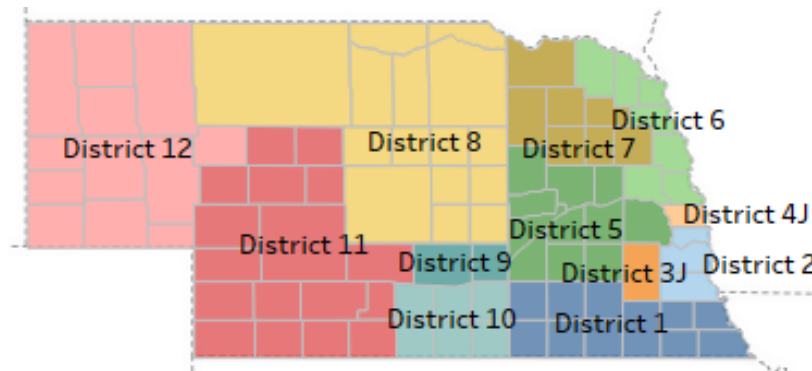 District 6
District 12
District 8
District 7
District 4J
District 5
District 11
District 9
District 2
District 3J
District 10
District 1